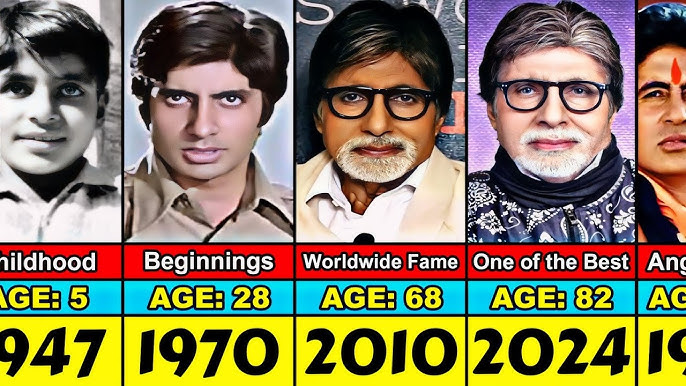 hildhood
AGE: 5
947
Beginnings
AGE: 28
1970
Worldwide Fame
AGE: 68
2010
One of the Best
AGE: 82
2024
Ang
19